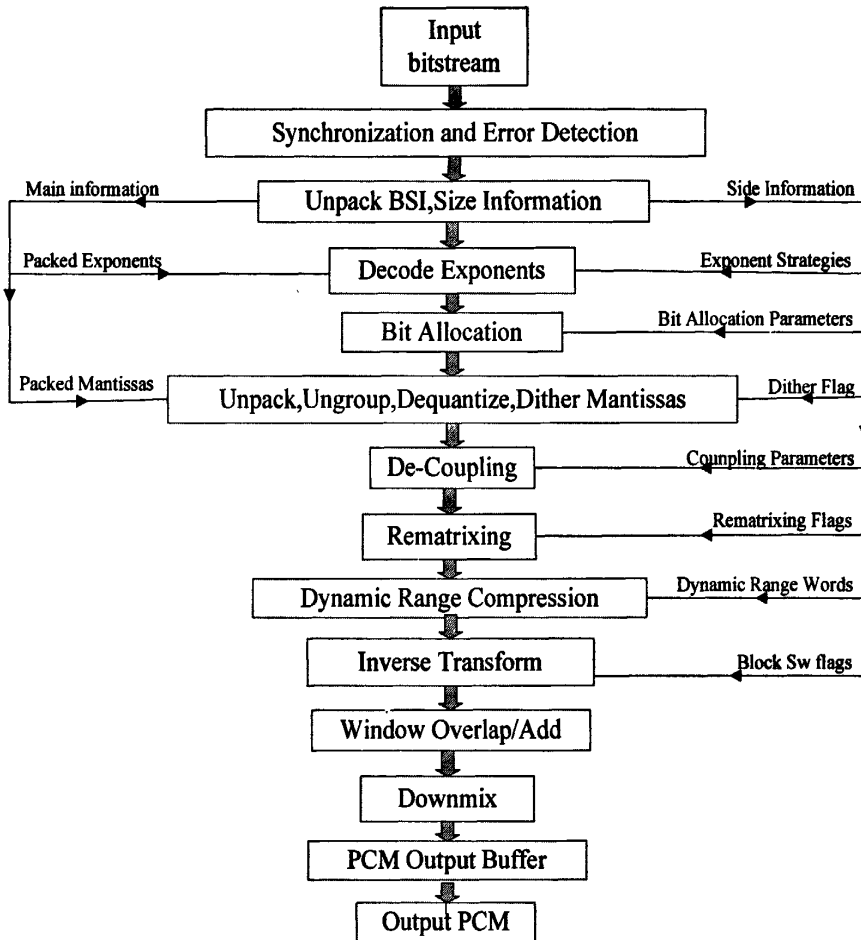 Input
bitstream
Synchronization and Error Detection
Main information
Unpack BSI,Size Information
Side Information
Packed Exponents
Decode Exponents
Exponent Strategies
Bit Allocation
Bit Allocation Parameters
Packed Mantissas
Unpack,Ungroup,Dequantize,Dither Mantissas
Dither Flag
De-Coupling
Counpling Parameters
Rematrixing
Rematrixing Flags
Dynamic Range Compression
Dynamic Range Words
Inverse Transform
Block Sw flags
Window Overlap/Add
Downmix
PCM Output Buffer
Output PCM